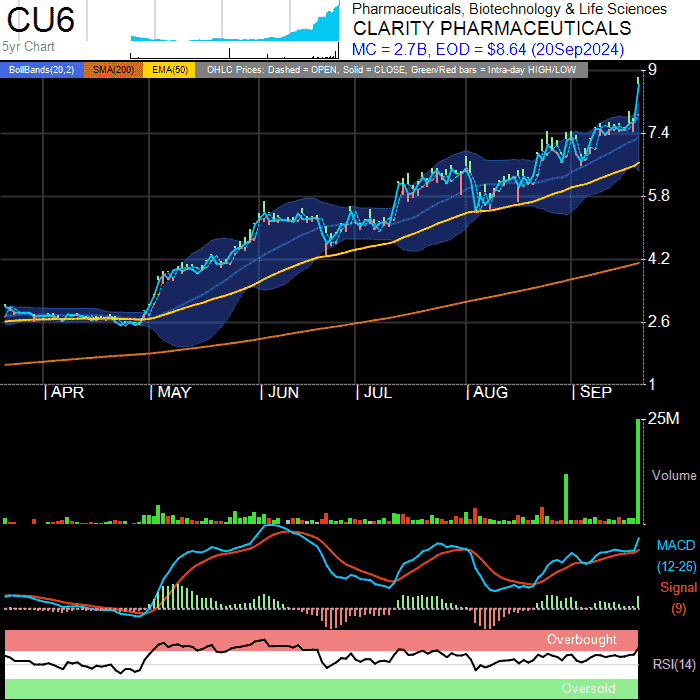 CU6
5yr Chart
Pharmaceuticals, Biotechnology & Life Sciences
CLARITY PHARMACEUTICALS
MC = 2.7B, EOD = $8.64 (20Sep2024)
BollBands(20,2) SMA(200) EMA(50) OHLC Prices: Dashed = OPEN, Solid = CLOSE, Green/Red bars = Intra-day HIGH/LOW
9
7.4
5.8
4.2
2.6
1
APR MAY JUN JUL AUG SEP
25M
Volume
MACD
(12-26)
Signal
(9)
Overbought
RSI(14)
Oversold